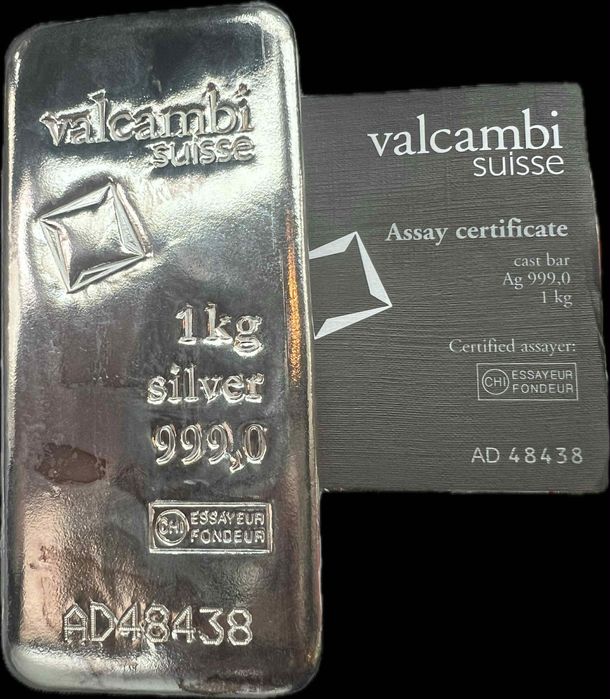 valcambi
suisse
1kg
silver
999,0
CHI ESSAYEUR
FONDEUR
AD48438
valcambi
suisse
Assay certificate
cast bar
Ag 999,0
1 kg
Certified assayer:
CHI ESSAYEUR
FONDEUR
AD 48438